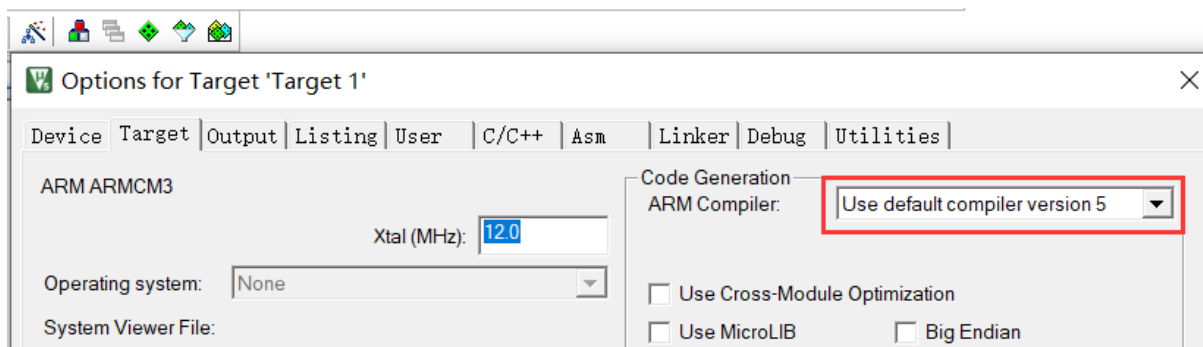 Options for Target 'Target 1'
Device Target Output Listing User C/C++ Asm Linker Debug Utilities
ARM ARMCM3
Xtal (MHz): 12.0
Operating system: None
System Viewer File:
Code Generation
ARM Compiler: Use default compiler version 5
Use Cross-Module Optimization
Use MicroLIB Big Endian